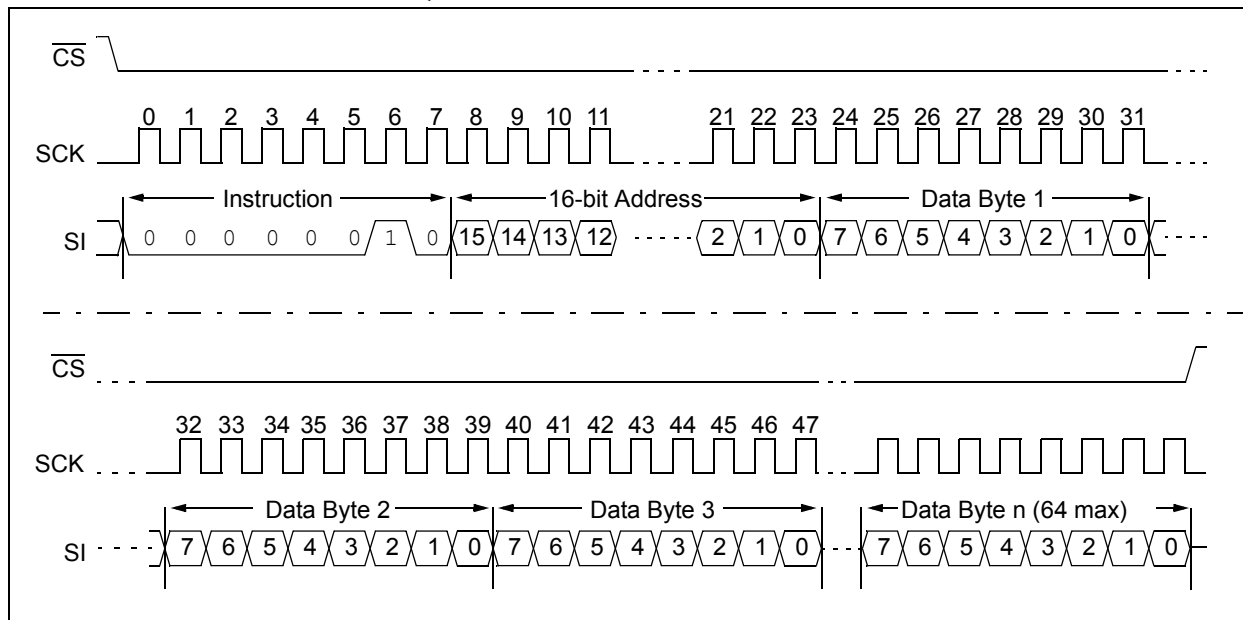 CS
0 1 2 3 4 5 6 7 8 9 10 11 21 22 23 24 25 26 27 28 29 30 31
SCK
Instruction 16-bit Address Data Byte 1
SI 0 0 0 0 0 0 1 0 15 14 13 12 2 1 0 7 6 5 4 3 2 1 0
CS
32 33 34 35 36 37 38 39 40 41 42 43 44 45 46 47
SCK
Data Byte 2 Data Byte 3 Data Byte n (64 max)
SI 7 6 5 4 3 2 1 0 7 6 5 4 3 2 1 0 7 6 5 4 3 2 1 0